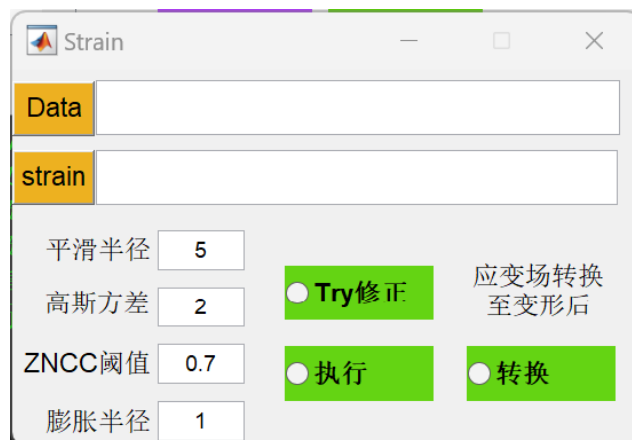 Strain
Data
strain
平滑半径 5
高斯方差 2
ZNCC阈值 0.7
膨胀半径 1
Try修正
执行
应变场转换
至变形后
转换